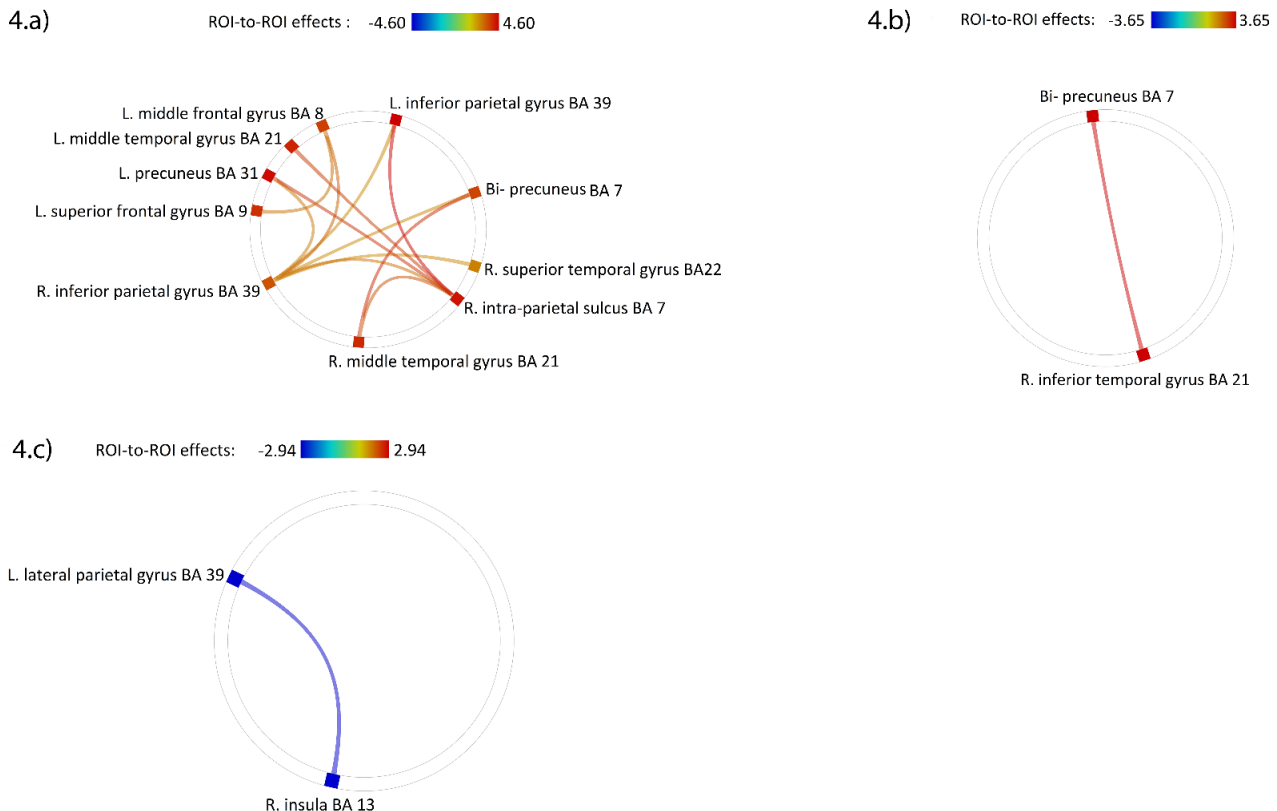 4.a)
ROI-to-ROI effects : -4.60 4.60
L. middle frontal gyrus BA 8
L. inferior parietal gyrus BA 39
L. middle temporal gyrus BA 21
L. precuneus BA 31
Bi- precuneus BA 7
L. superior frontal gyrus BA 9
R. superior temporal gyrus BA22
R. inferior parietal gyrus BA 39
R. intra-parietal sulcus BA 7
R. middle temporal gyrus BA 21
4.b)
ROI-to-ROI effects: -3.65 3.65
Bi- precuneus BA 7
R. inferior temporal gyrus BA 21
4.c)
ROI-to-ROI effects: -2.94 2.94
L. lateral parietal gyrus BA 39
R. insula BA 13